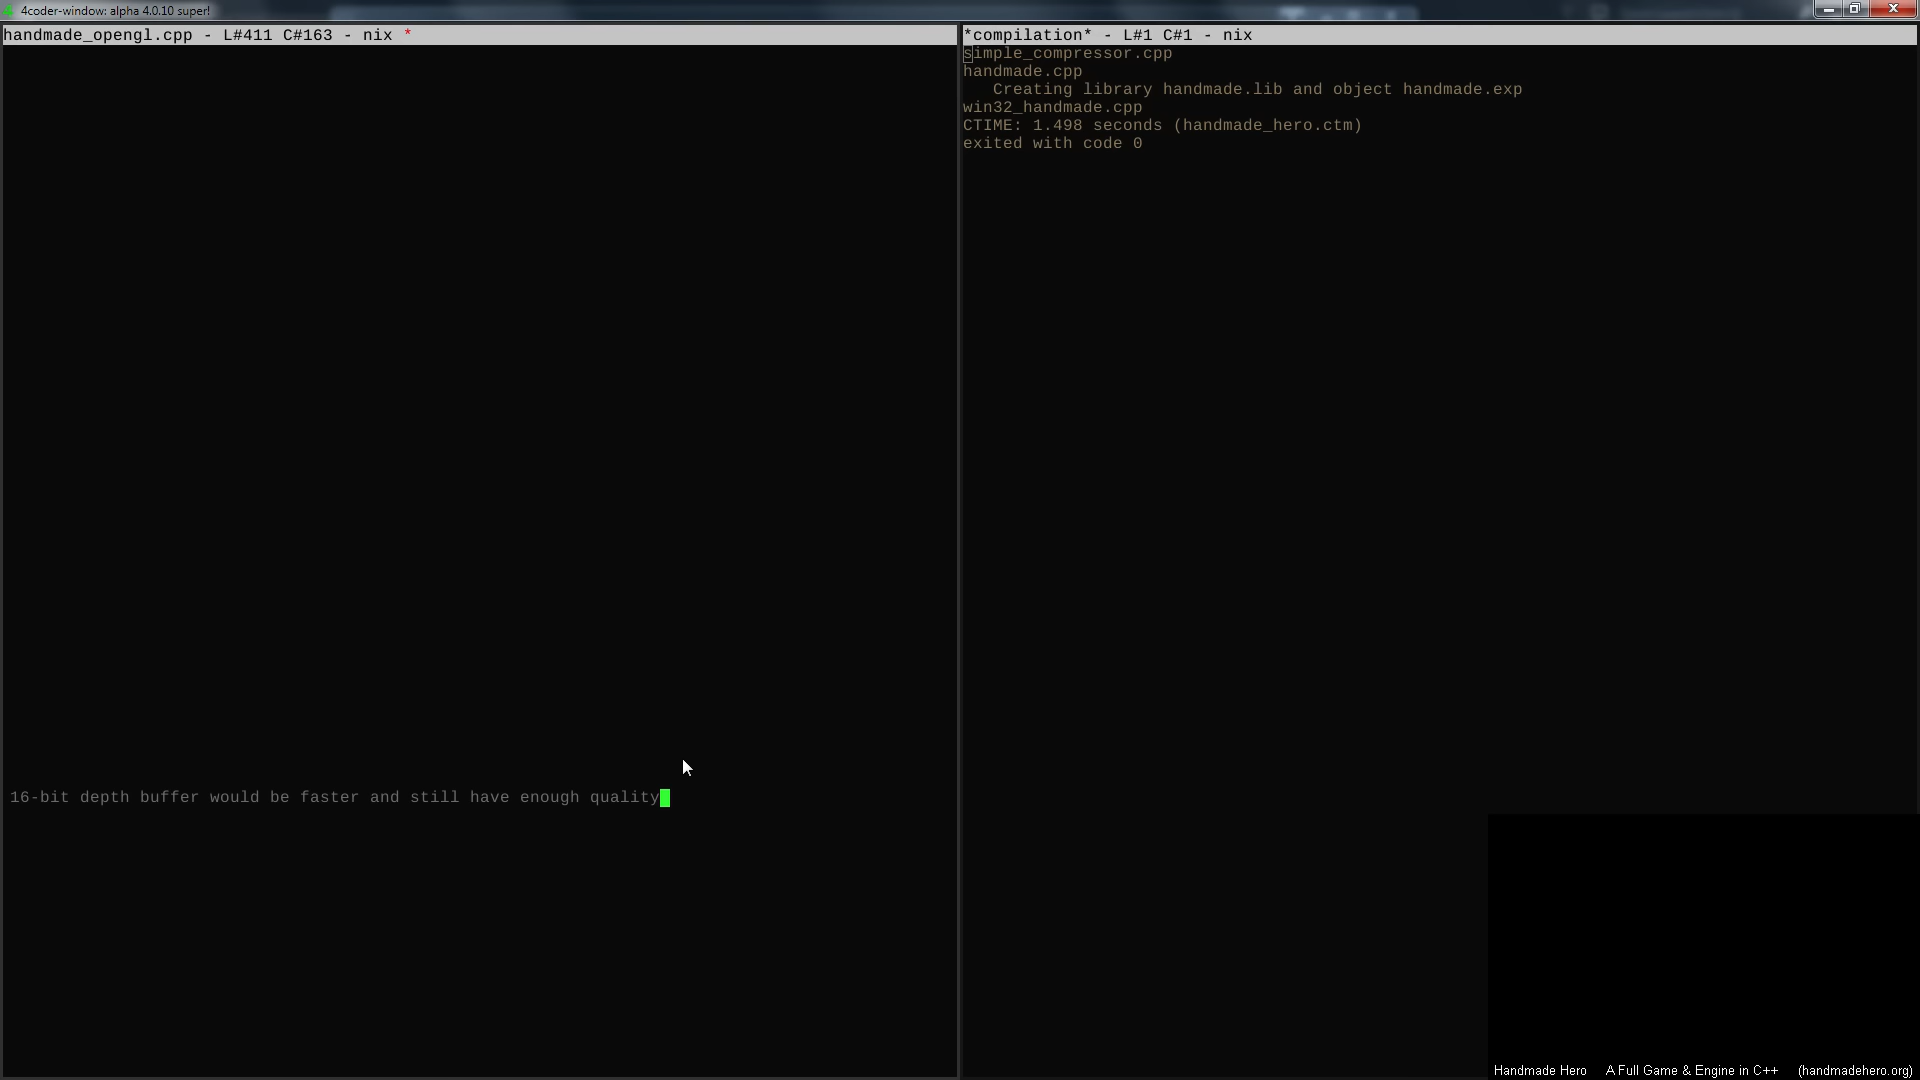 4coder-window: alpha 4.0.10 super!
handmade_opengl.cpp - L#411 C#163 - nix *
16-bit depth buffer would be faster and still have enough quality
*compilation* - L#1 C#1 - nix
simple_compressor.cpp
handmade.cpp
   Creating library handmade.lib and object handmade.exp
win32_handmade.cpp
CTIME: 1.498 seconds (handmade_hero.ctm)
exited with code 0
Handmade Hero A Full Game & Engine in C++ (handmadehero.org)